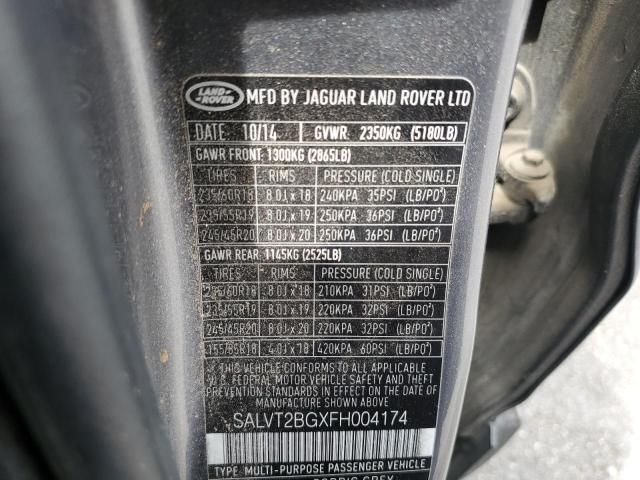 LAND ROVER
MFD BY JAGUAR LAND ROVER LTD
DATE 10/14 GVWR 2350KG (5180LB)
GAWR FRONT 1300KG (2865LB)
TIRES RIMS PRESSURE (COLD SINGLE)
235/60R18 8.0J x 18 240KPA 35PSI (LB/PO²)
235/55R19 8.0J x 19 250KPA 36PSI (LB/PO²)
245/45R20 8.0J x 20 250KPA 36PSI (LB/PO²)
GAWR REAR 1145KG (2525LB)
TIRES RIMS PRESSURE (COLD SINGLE)
235/60R18 8.0J x 18 210KPA 31PSI (LB/PO²)
235/55R19 8.0J x 19 220KPA 32PSI (LB/PO²)
245/45R20 8.0J x 20 220KPA 32PSI (LB/PO²)
155/85R18 4.0J x 18 420KPA 60PSI (LB/PO²)
THIS VEHICLE CONFORMS TO ALL APPLICABLE
U.S. FEDERAL MOTOR VEHICLE SAFETY AND THEFT
PREVENTION STANDARDS IN EFFECT ON THE DATE OF
MANUFACTURE SHOWN ABOVE.
SALVT2BGXFH004174
TYPE: MULTI-PURPOSE PASSENGER VEHICLE
GREY